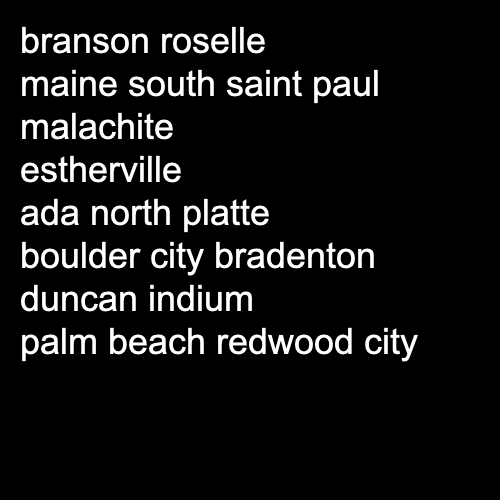 branson roselle
maine south saint paul
malachite
estherville
ada north platte
boulder city bradenton
duncan indium
palm beach redwood city